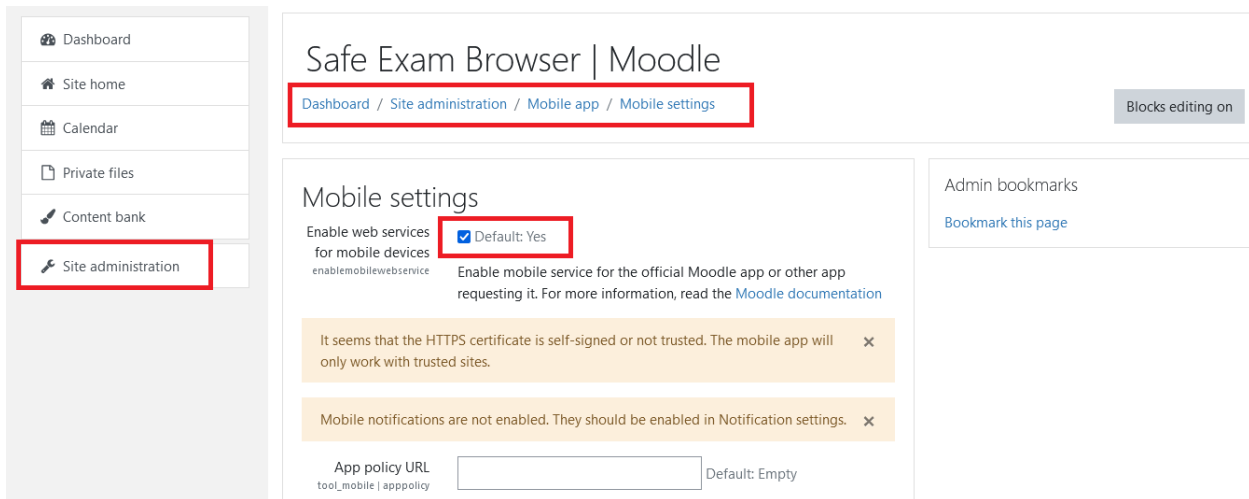 Dashboard
Site home
Calendar
Private files
Content bank
Site administration
Safe Exam Browser | Moodle
Dashboard / Site administration / Mobile app / Mobile settings
Blocks editing on
Mobile settings
Enable web services
for mobile devices
enablemobilewebservice
Default: Yes
Enable mobile service for the official Moodle app or other app
requesting it. For more information, read the Moodle documentation
It seems that the HTTPS certificate is self-signed or not trusted. The mobile app will
only work with trusted sites.
Mobile notifications are not enabled. They should be enabled in Notification settings.
App policy URL
tool_mobile | apppolicy
Default: Empty
Admin bookmarks
Bookmark this page